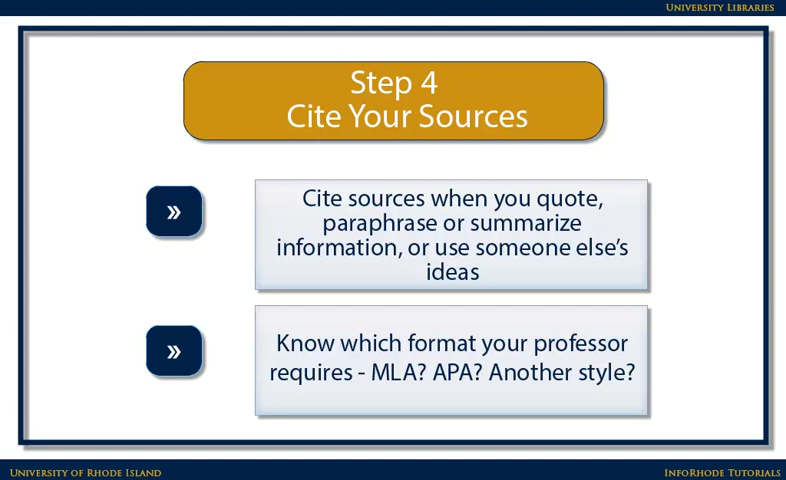 University Libraries
Step 4
Cite Your Sources
»
Cite sources when you quote,
paraphrase or summarize
information, or use someone else's
ideas
»
Know which format your professor
requires - MLA? APA? Another style?
University of Rhode Island
InfoRhode Tutorials